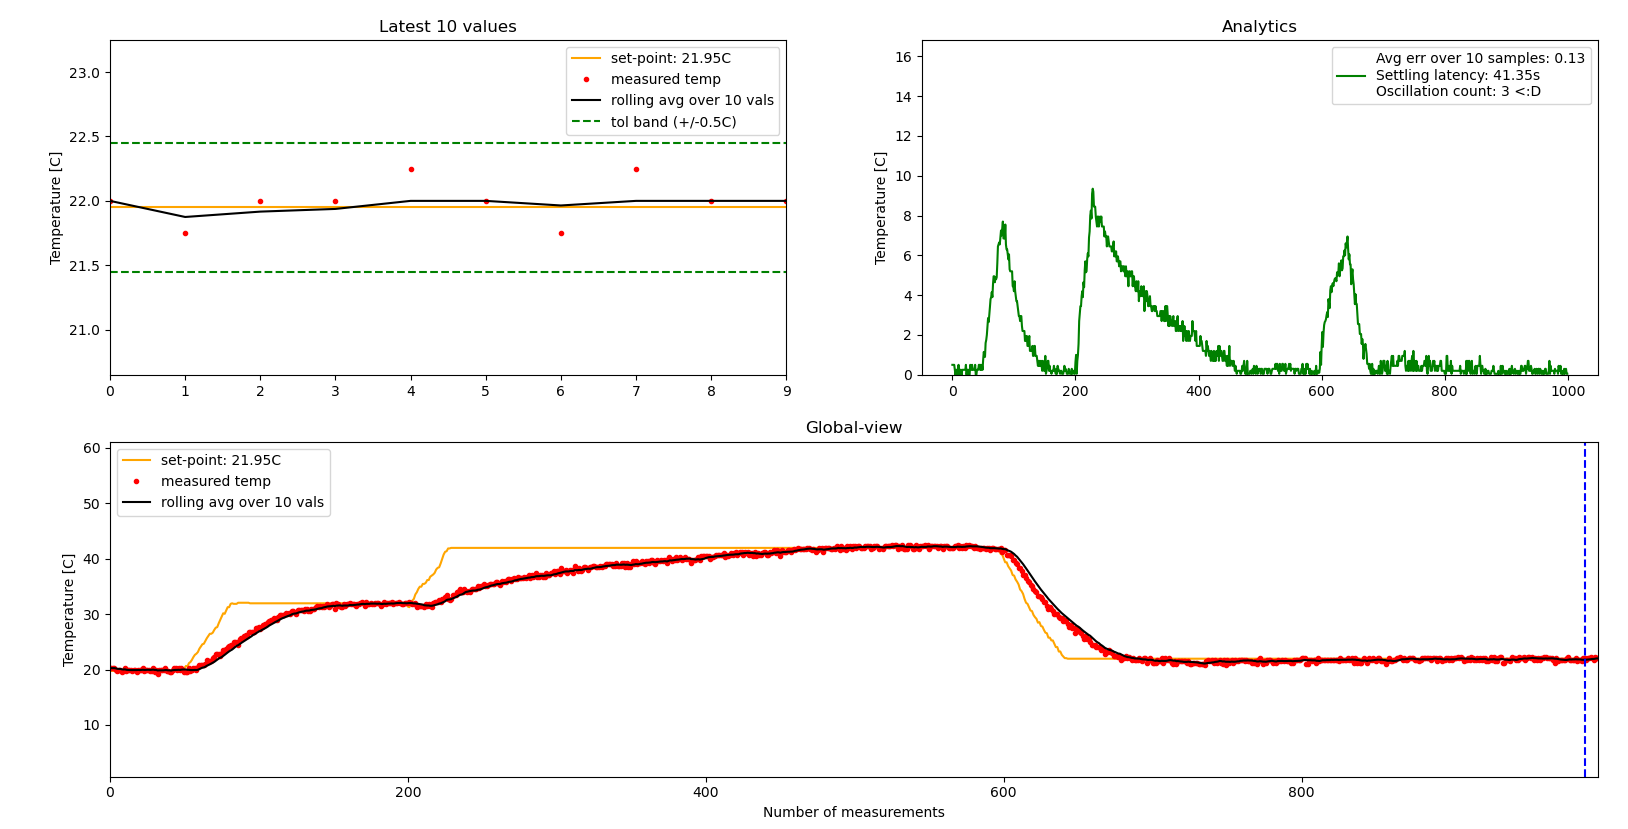 Latest 10 values
Temperature [C]
23.0
22.5
22.0
21.5
21.0
0 1 2 3 4 5 6 7 8 9
set-point: 21.95C
measured temp
rolling avg over 10 vals
tol band (+/-0.5C)
Analytics
Temperature [C]
16
14
12
10
8
6
4
2
0
0 200 400 600 800 1000
Avg err over 10 samples: 0.13
Settling latency: 41.35s
Oscillation count: 3 <:D
Global-view
Temperature [C]
60
50
40
30
20
10
0 200 400 600 800
Number of measurements
set-point: 21.95C
measured temp
rolling avg over 10 vals